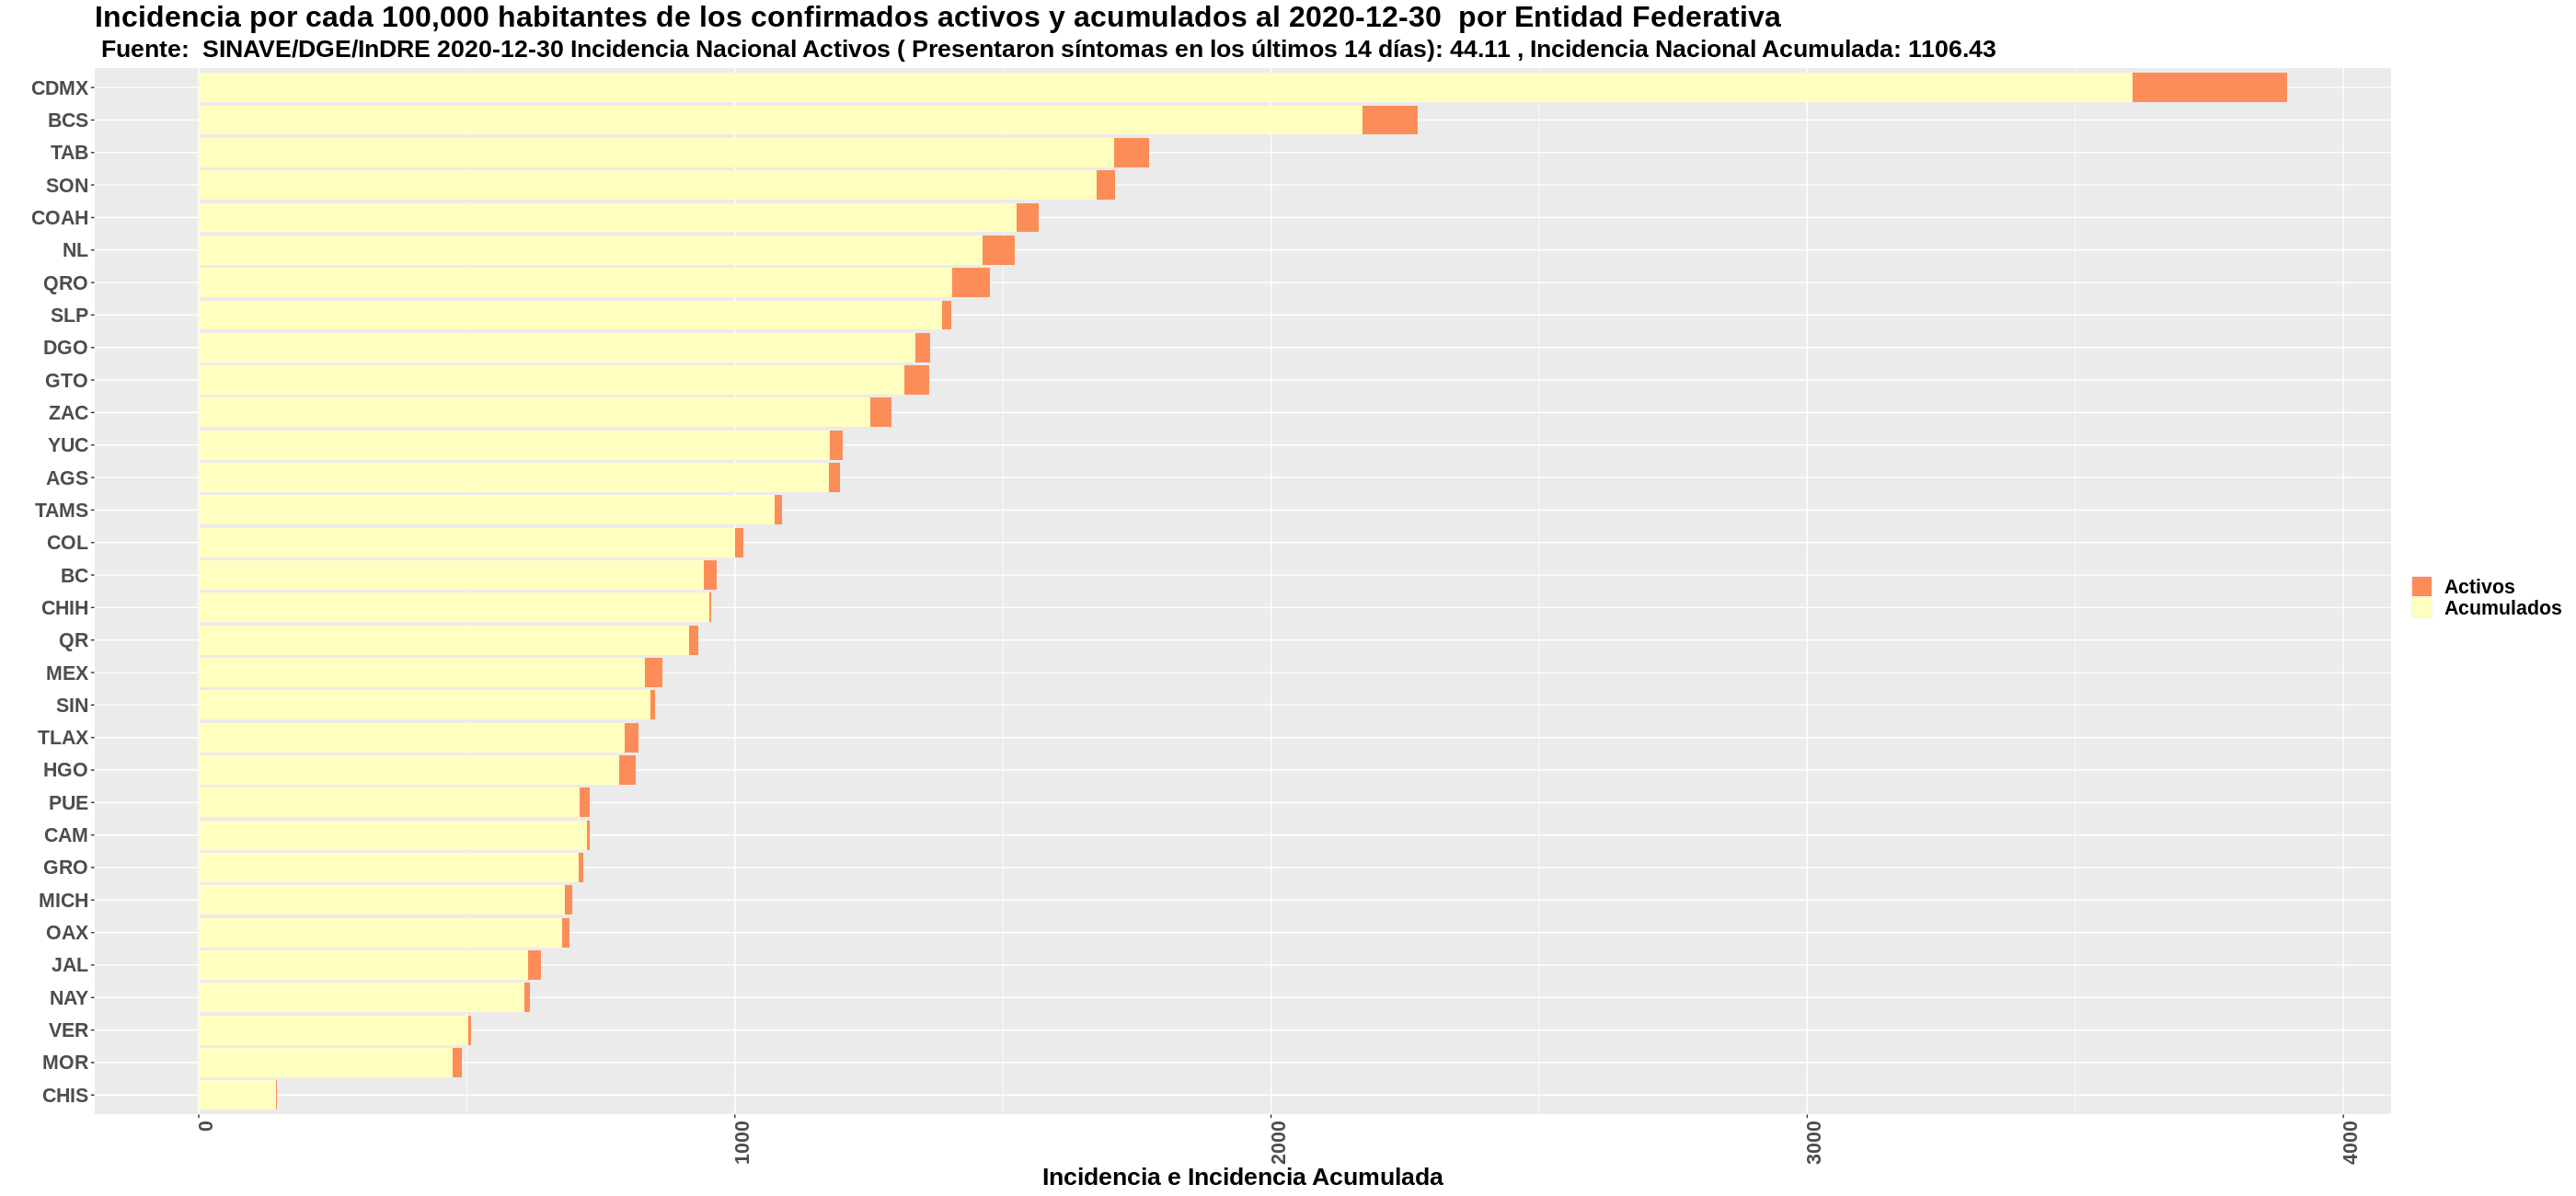 Incidencia por cada 100,000 habitantes de los confirmados activos y acumulados al 2020-12-30  por Entidad Federativa
Fuente:  SINAVE/DGE/InDRE 2020-12-30 Incidencia Nacional Activos ( Presentaron síntomas en los últimos 14 días): 44.11 , Incidencia Nacional Acumulada: 1106.43
CDMX
BCS
TAB
SON
COAH
NL
QRO
SLP
DGO
GTO
ZAC
YUC
AGS
TAMS
COL
BC
CHIH
QR
MEX
SIN
TLAX
HGO
PUE
CAM
GRO
MICH
OAX
JAL
NAY
VER
MOR
CHIS
Activos
Acumulados
0
1000
2000
3000
4000
Incidencia e Incidencia Acumulada